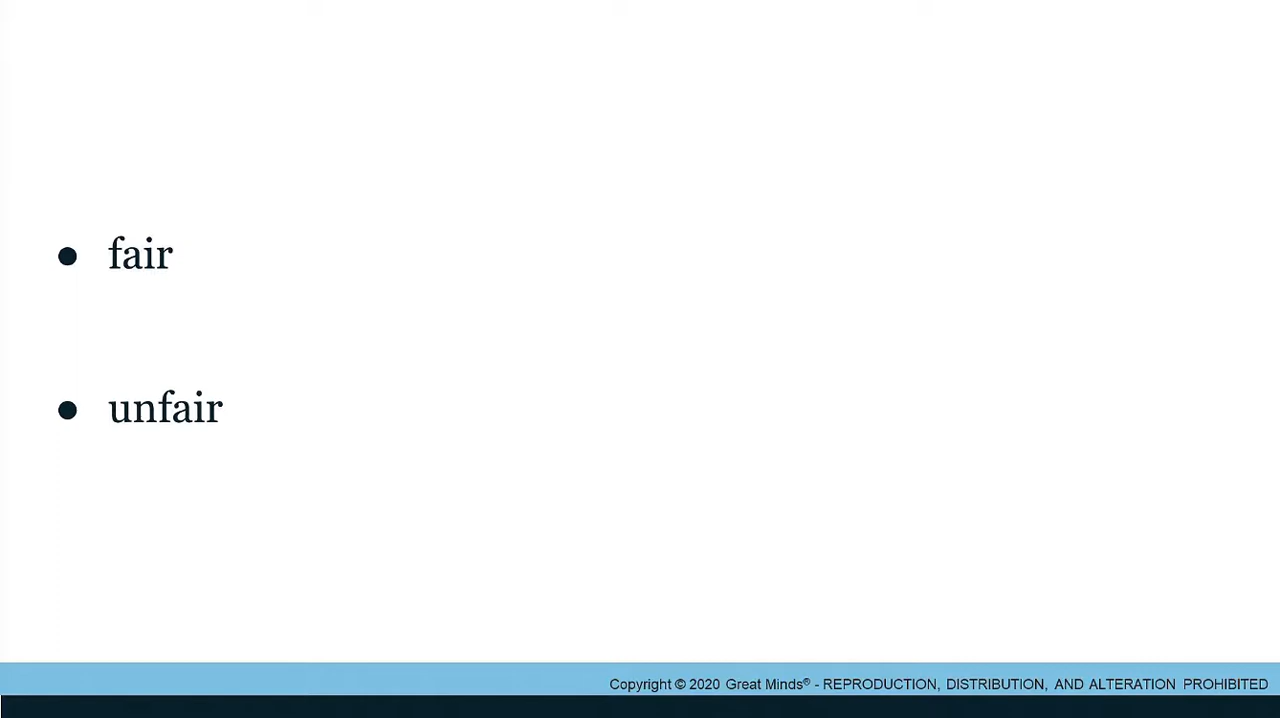 ● fair
● unfair
Copyright © 2020 Great Minds® - REPRODUCTION, DISTRIBUTION, AND ALTERATION PROHIBITED